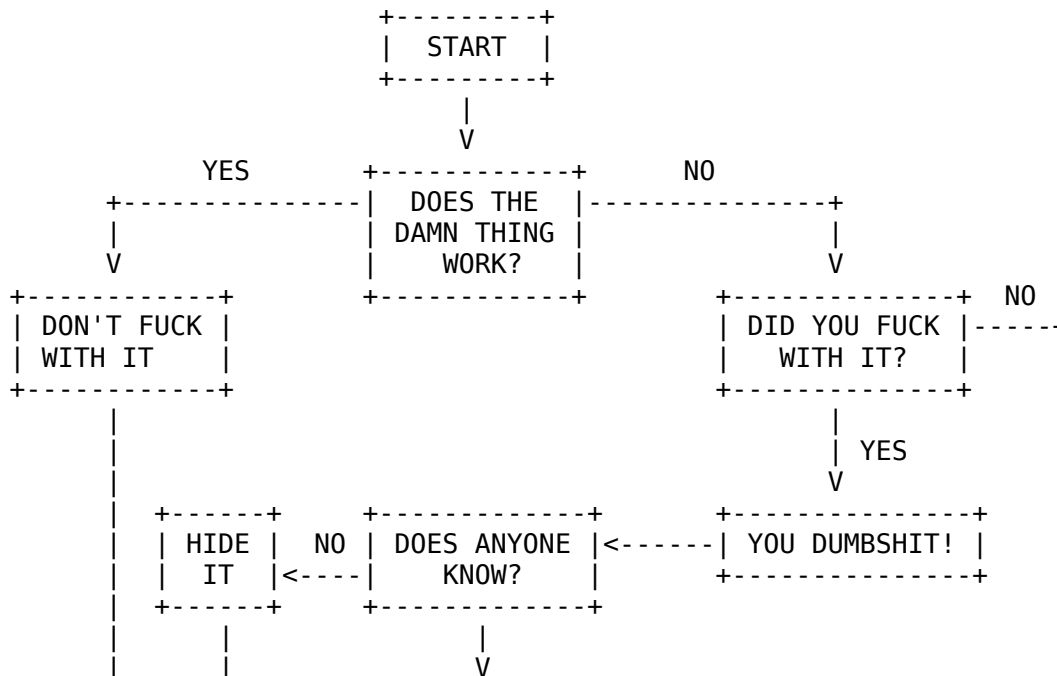 START
YES
NO
DOES THE
DAMN THING
WORK?
NO
DON'T FUCK
WITH IT
DID YOU FUCK
WITH IT?
YES
HIDE
IT
NO
DOES ANYONE
KNOW?
YOU DUMBSHIT!